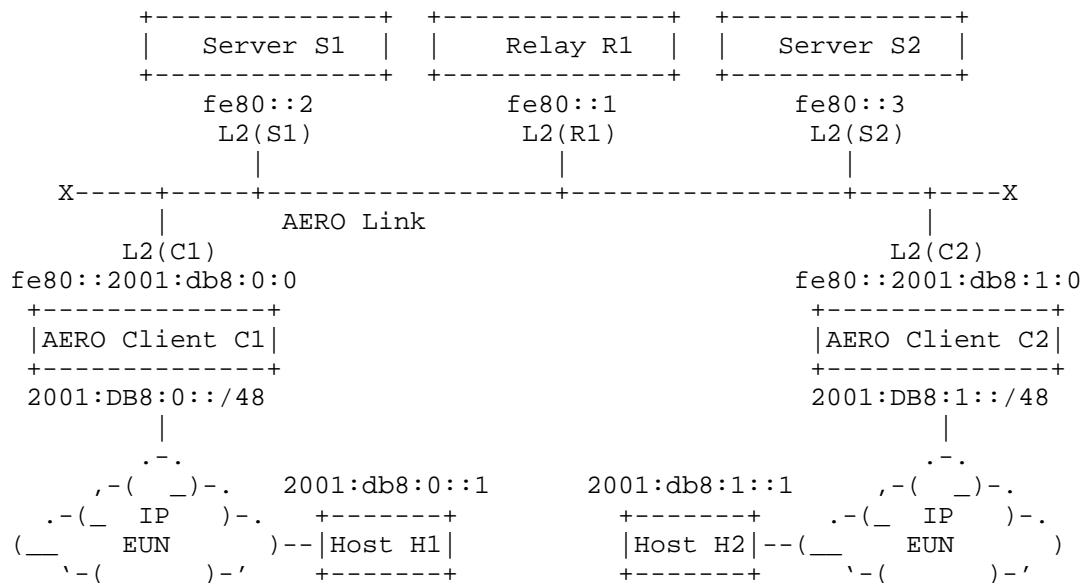 Server S1 Relay R1 Server S2
fe80::2 fe80::1 fe80::3
L2(S1) L2(R1) L2(S2)
X X
AERO Link
L2(C1) L2(C2)
fe80::2001:db8:0:0 fe80::2001:db8:1:0
AERO Client C1 AERO Client C2
2001:DB8:0::/48 2001:DB8:1::/48
2001:db8:0::1 2001:db8:1::1
IP IP
EUN Host H1 Host H2 EUN